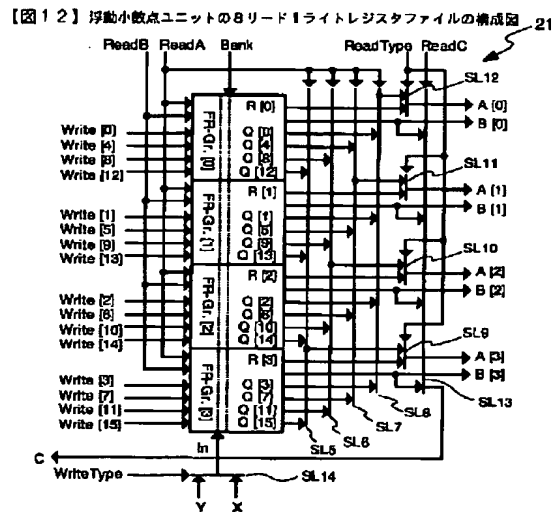 【図12】浮動小数点ユニットの8リード1ライトレジスタファイルの構成図
21
ReadB ReadA Bank ReadType ReadC
SL12
R [0]
A [0]
B [0]
FR-Gr. [0]
Write [0] Q [0]
Write [4] Q [4]
Write [8] Q [8]
Write [12] Q [12]
SL11
R [1]
A [1]
B [1]
FR-Gr. [1]
Write [1] Q [1]
Write [5] Q [5]
Write [9] Q [9]
Write [13] Q [13]
SL10
R [2]
A [2]
B [2]
FR-Gr. [2]
Write [2] Q [2]
Write [6] Q [6]
Write [10] Q [10]
Write [14] Q [14]
SL9
R [3]
A [3]
B [3]
FR-Gr. [3]
Write [3] Q [3]
Write [7] Q [7]
Write [11] Q [11]
Write [15] Q [15]
SL13
SL8
SL7
SL6
SL5
In
C
WriteType
SL14
Y X